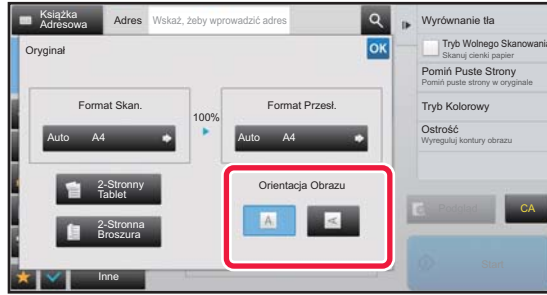 Książka
Adresowa
Adres
Wskaż, żeby wprowadzić adres
Oryginał
OK
Format Skan.
Auto A4
100%
Format Przesł.
Auto A4
2-Stronny
Tablet
2-Stronna
Broszura
Orientacja Obrazu
A
A
Inne
Wyrównanie tła
Tryb Wolnego Skanowania
Skanuj cienki papier
Pomiń Puste Strony
Pomiń puste strony w oryginale
Tryb Kolorowy
Ostrość
Wyreguluj kontury obrazu
Podgląd
CA
Start